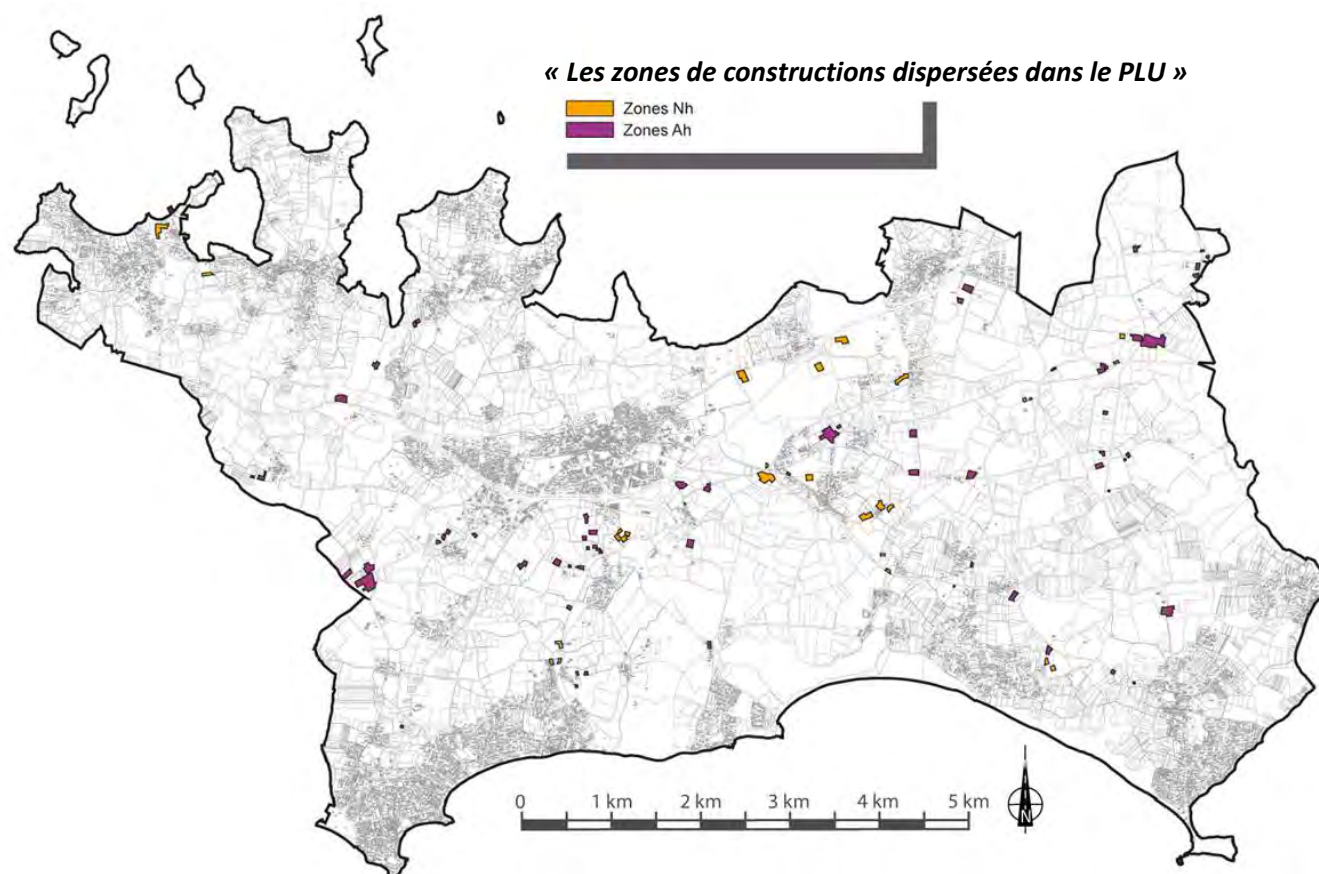 « Les zones de constructions dispersées dans le PLU »
Zones Nh
Zones Ah
0 1 km 2 km 3 km 4 km 5 km
N